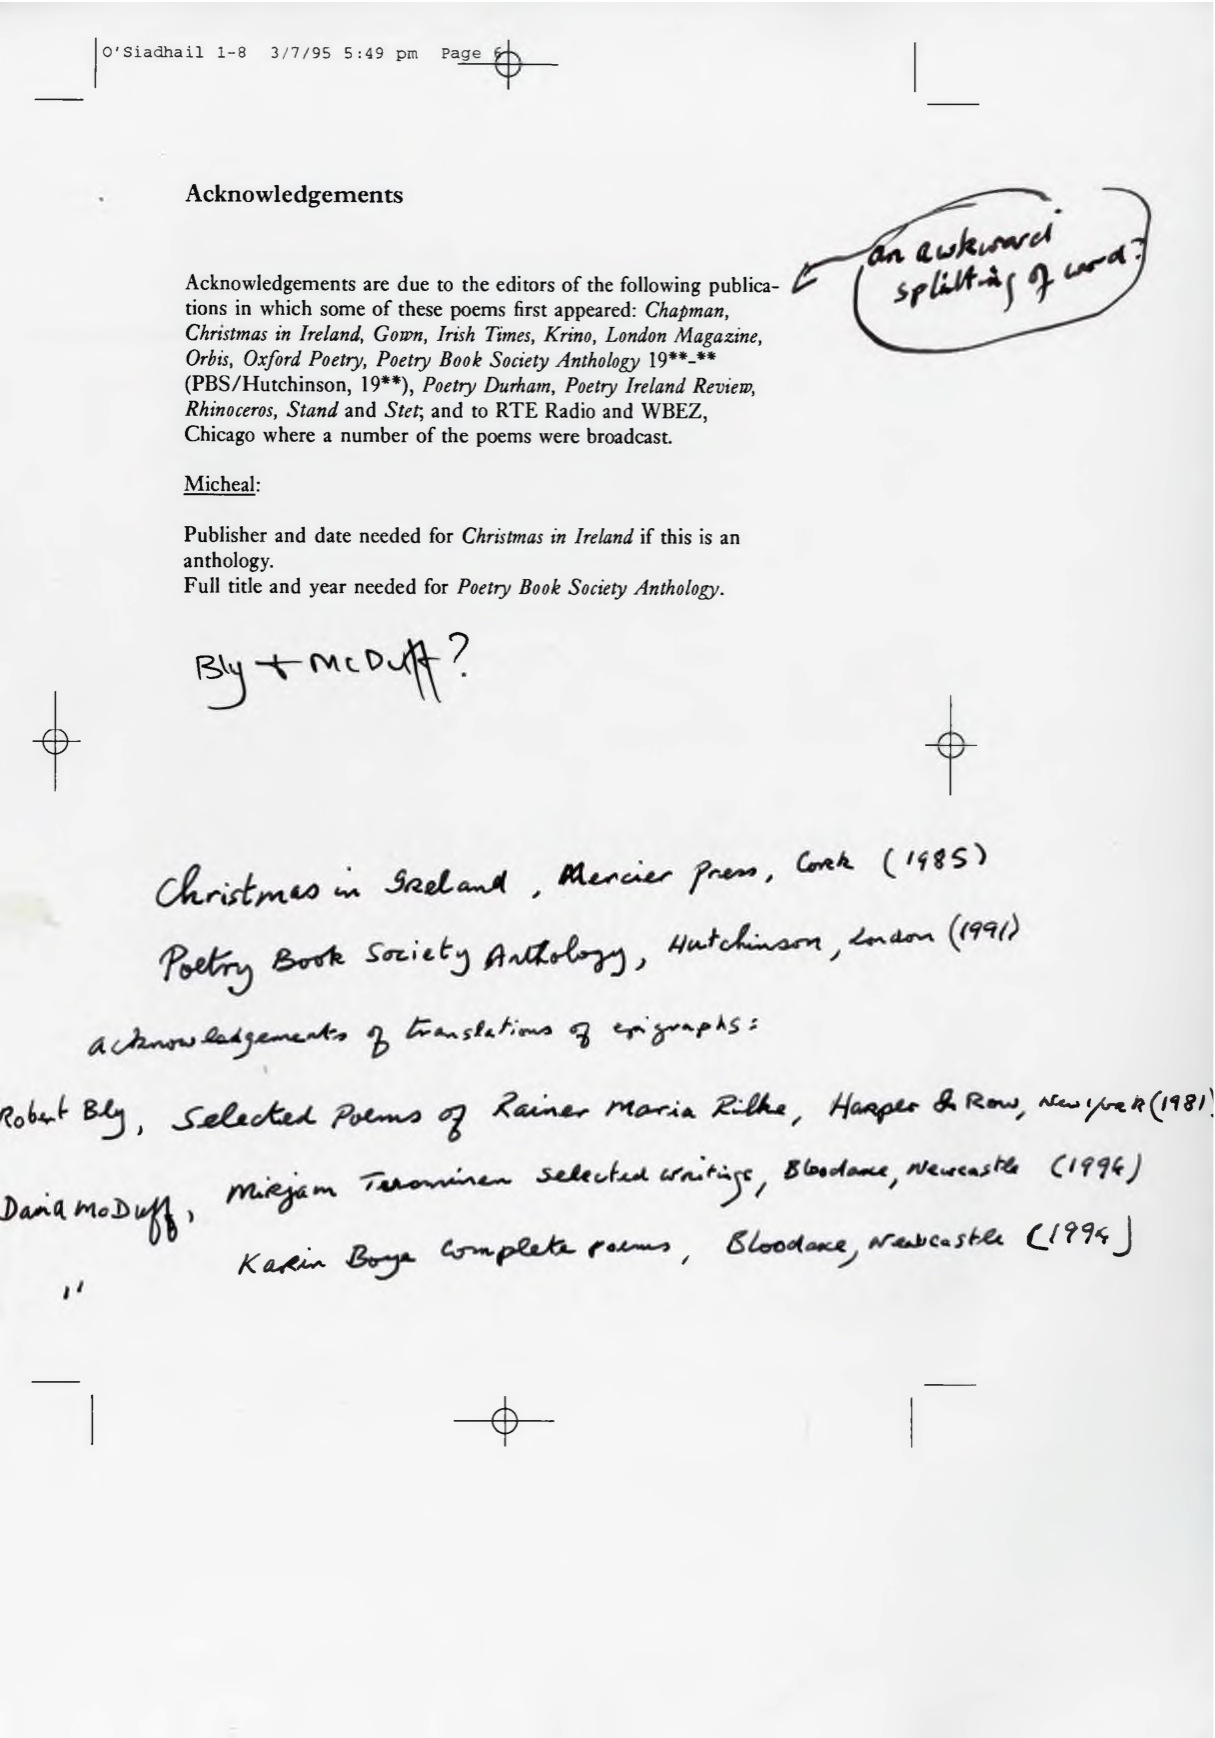 O'Siadhail 1-8 3/7/95 5:49 pm Page 6
Acknowledgements
an awkward
splitting of word?
Acknowledgements are due to the editors of the following publica-
tions in which some of these poems first appeared: Chapman,
Christmas in Ireland, Gown, Irish Times, Krino, London Magazine,
Orbis, Oxford Poetry, Poetry Book Society Anthology 19**-**
(PBS/Hutchinson, 19**), Poetry Durham, Poetry Ireland Review,
Rhinoceros, Stand and Stet; and to RTE Radio and WBEZ,
Chicago where a number of the poems were broadcast.
Micheal:
Publisher and date needed for Christmas in Ireland if this is an
anthology.
Full title and year needed for Poetry Book Society Anthology.
Bly + McDuff?
Christmas in Ireland, Mercier Press, Cork (1985)
Poetry Book Society Anthology, Hutchinson, London (1991)
acknowledgements of translations of epigraphs:
Robert Bly, Selected Poems of Rainer Maria Rilke, Harper & Row, New York (1981)
David McDuff, Mirjam Tuominen selected writings, Bloodaxe, Newcastle (1994)
" Karin Boye complete poems, Bloodaxe, Newcastle (1994)